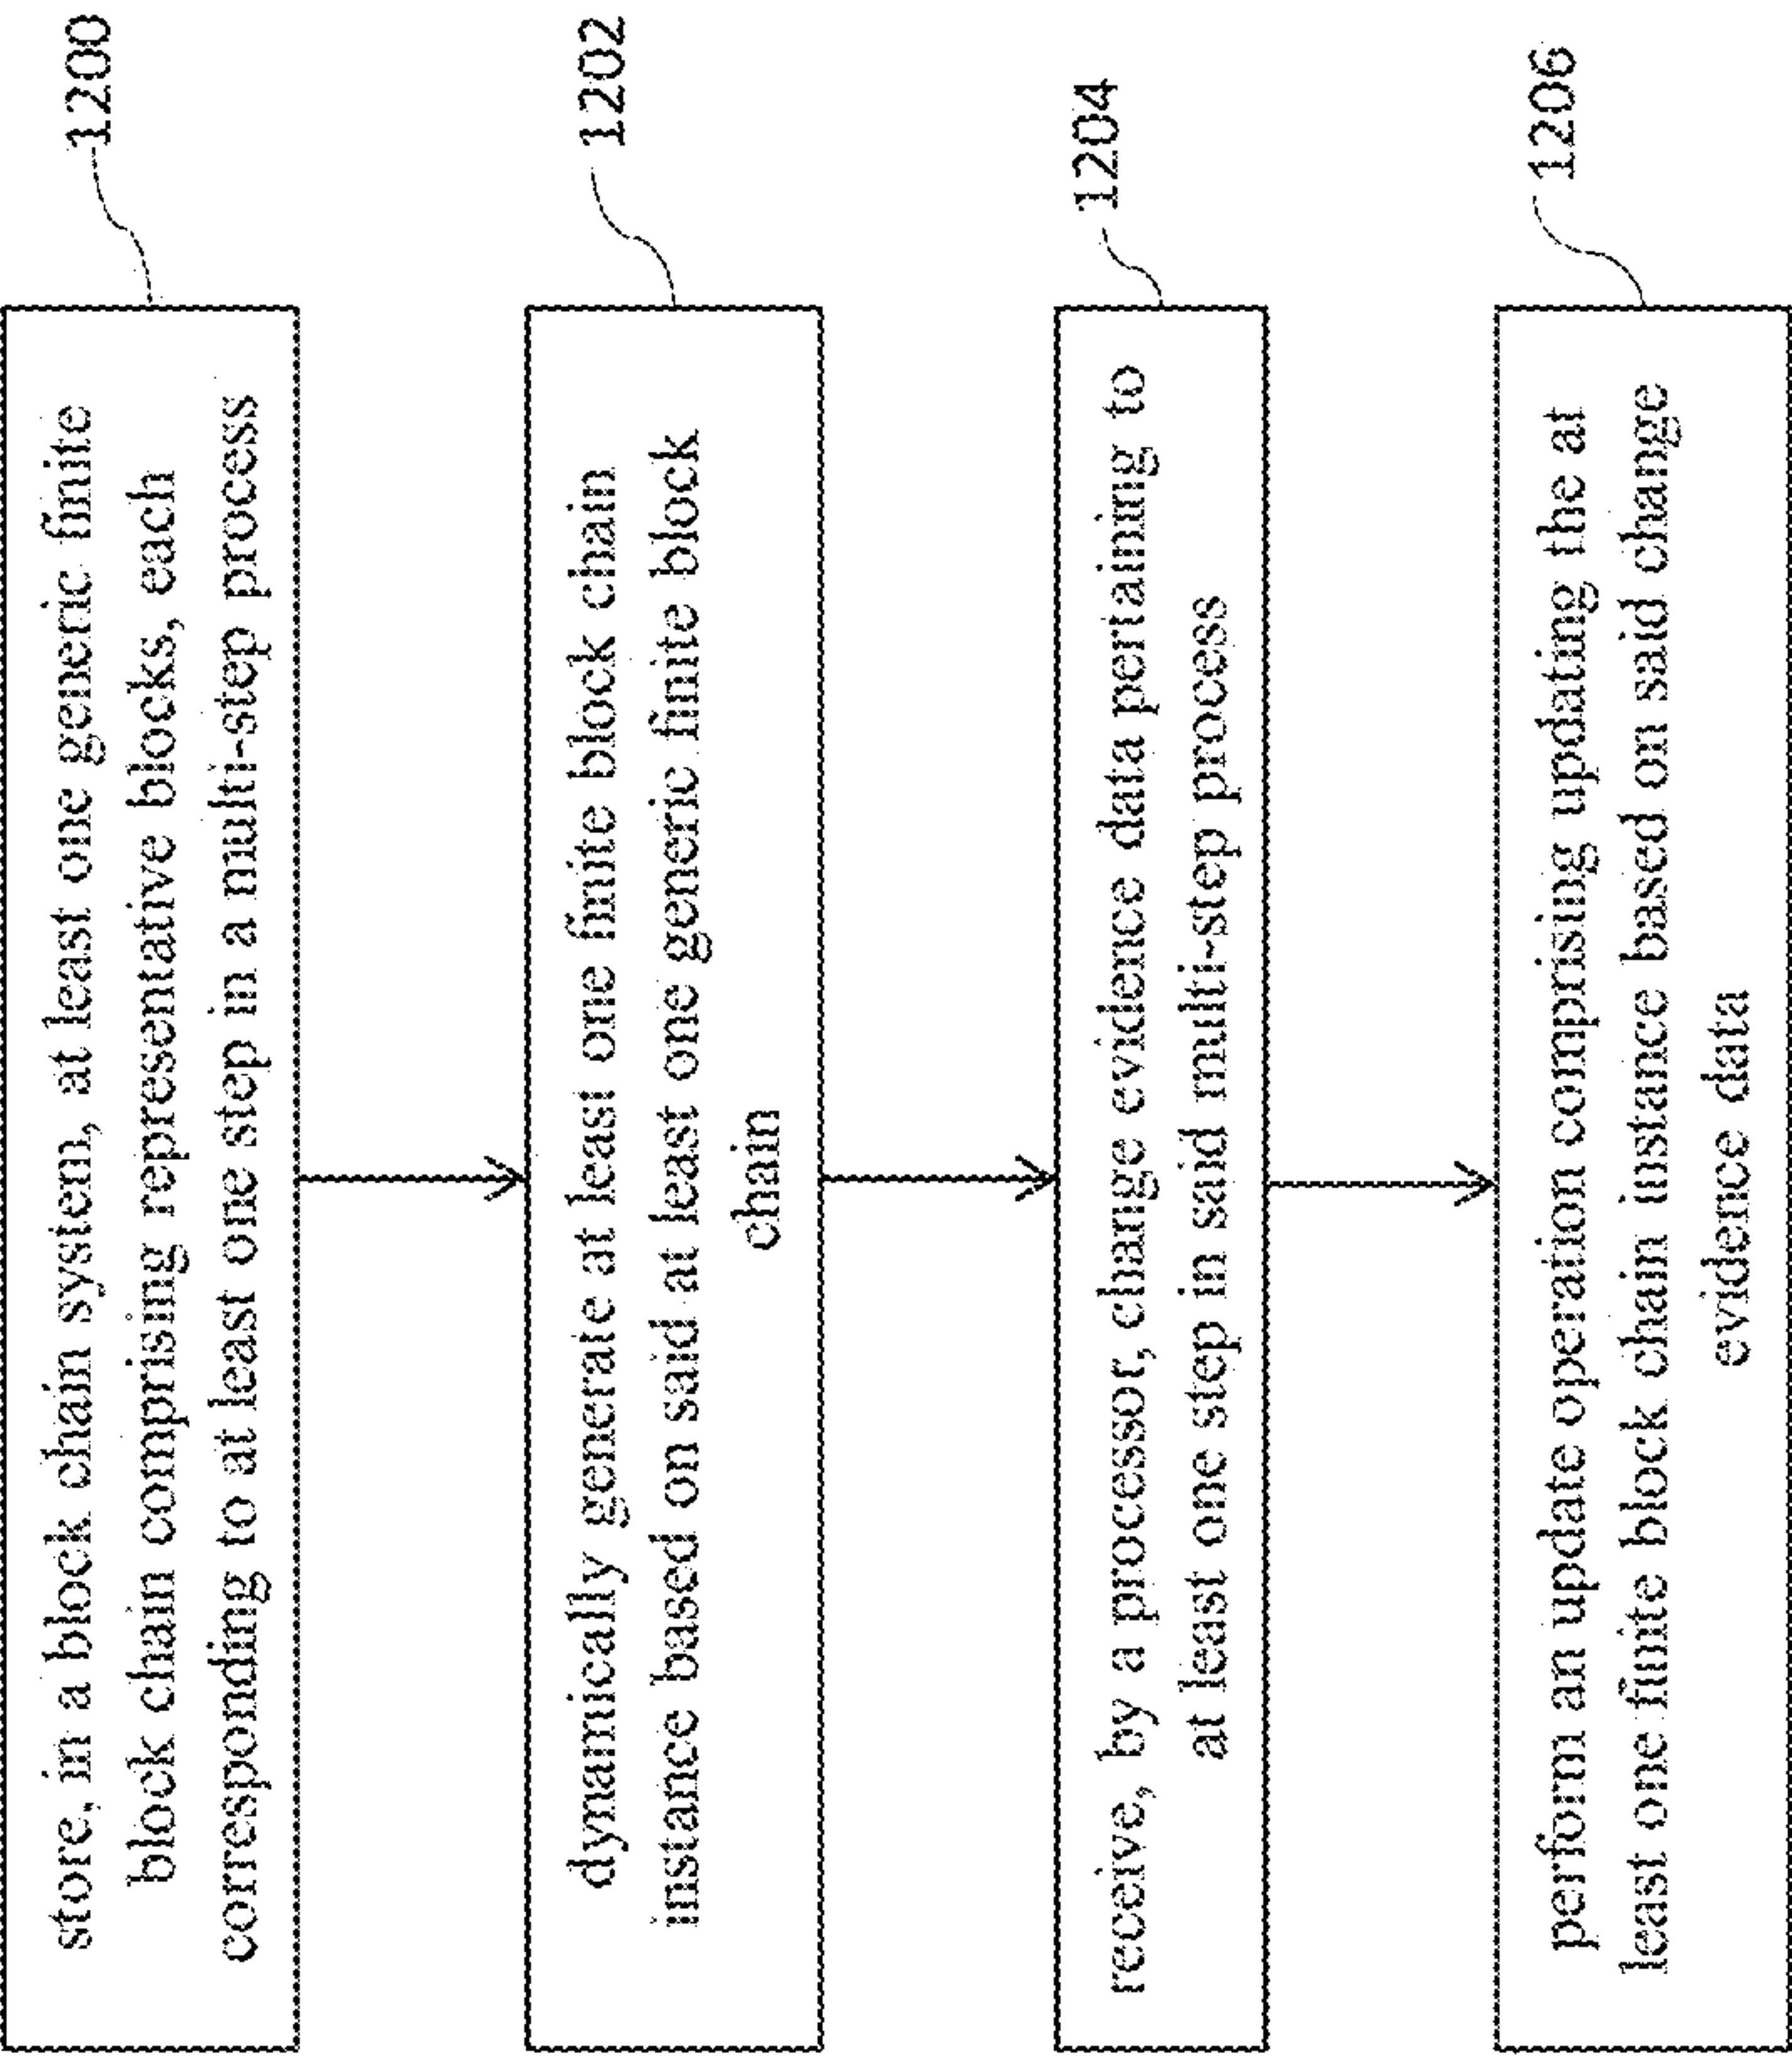 store, in a block chain system, at least one generic finite
block chain comprising representative blocks, each
corresponding to at least one step in a multi-step process
1200
dynamically generate at least one finite block chain
instance based on said at least one generic finite block
chain
1202
receive, by a processor, change evidence data pertaining to
at least one step in said multi-step process
1204
perform an update operation comprising updating the at
least one finite block chain instance based on said change
evidence data
1206